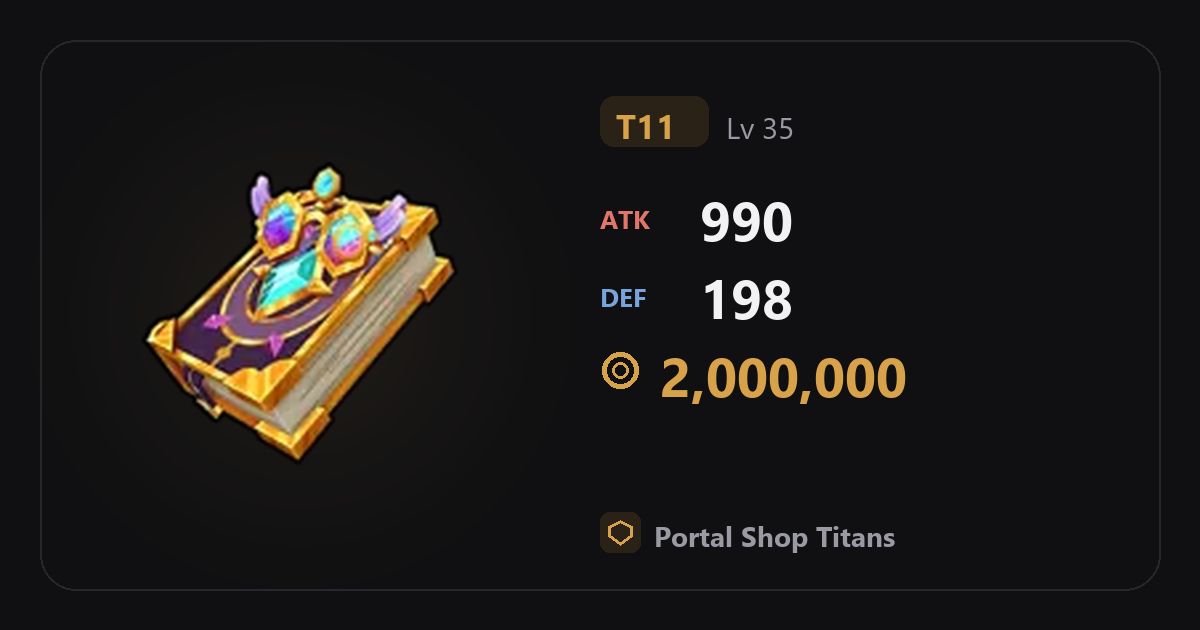 T11 Lv 35
ATK 990
DEF 198
2,000,000
Portal Shop Titans